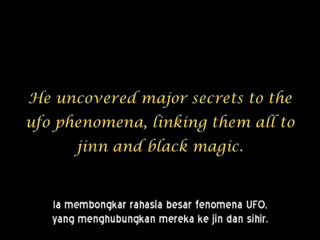 He uncovered major secrets to the
ufo phenomena, linking them all to
jinn and black magic.
Ia membongkar rahasia besar fenomena UFO.
yang menghubungkan mereka ke jin dan sihir.